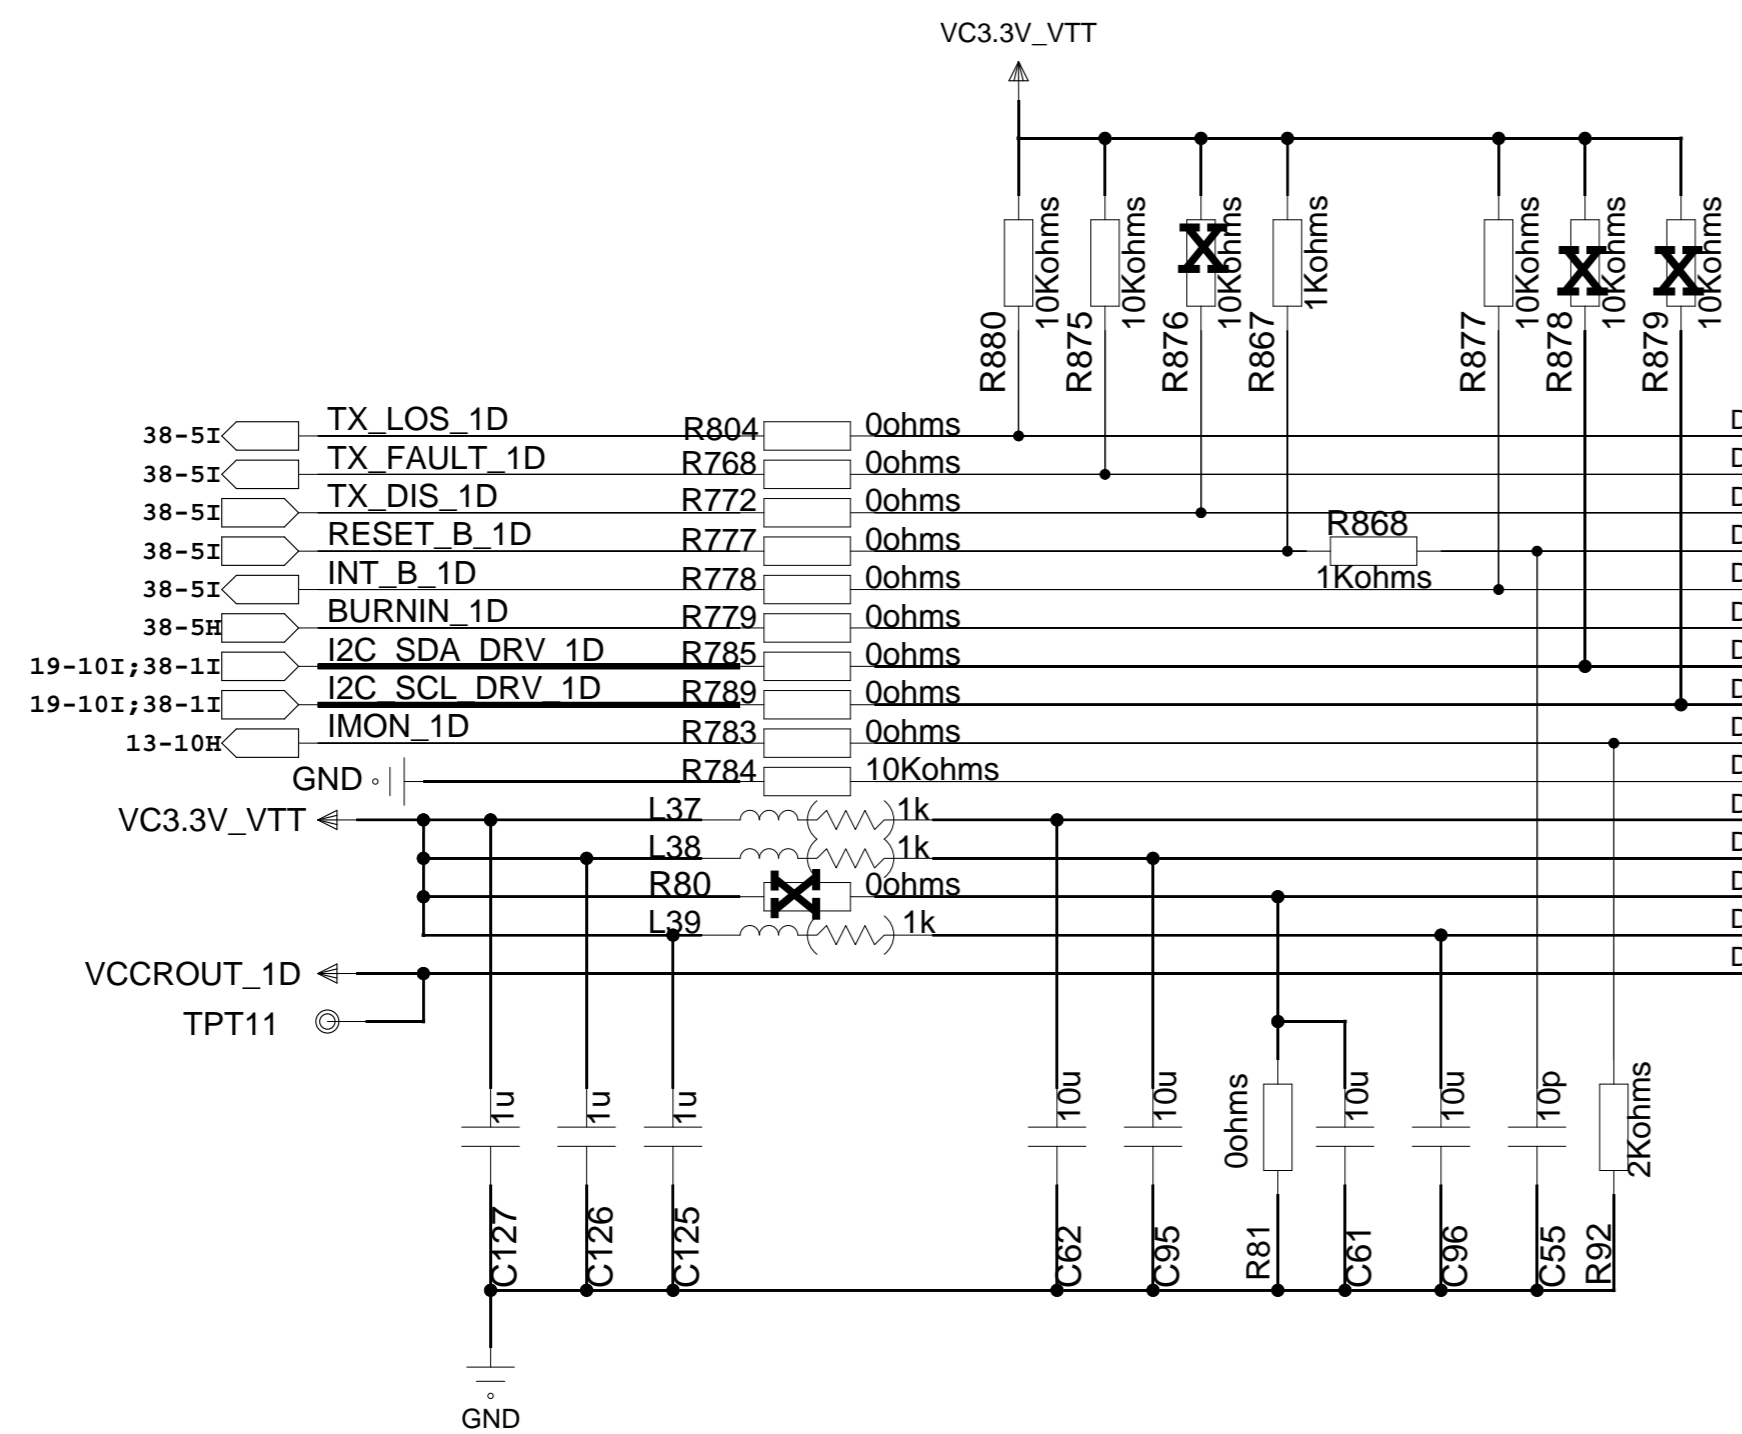 VC3.3V_VTT
R880 10Kohms
R875 10Kohms
R876 10Kohms
R867 1Kohms
R877 10Kohms
R878 10Kohms
R879 10Kohms
38-5I TX_LOS_1D R804 0ohms D
38-5I TX_FAULT_1D R768 0ohms D
38-5I TX_DIS_1D R772 0ohms D
38-5I RESET_B_1D R777 0ohms R868 1Kohms D
38-5I INT_B_1D R778 0ohms D
38-5H BURNIN_1D R779 0ohms D
19-10I;38-1I I2C_SDA_DRV_1D R785 0ohms D
19-10I;38-1I I2C_SCL_DRV_1D R789 0ohms D
13-10H IMON_1D R783 0ohms D
GND R784 10Kohms D
VC3.3V_VTT L37 1k D
L38 1k D
R80 0ohms D
L39 1k D
VCCROUT_1D D
TPT11
C127 1u
C126 1u
C125 1u
C62 10u
C95 10u
R81 0ohms
C61 10u
C96 10u
C55 10p
R92 2Kohms
GND